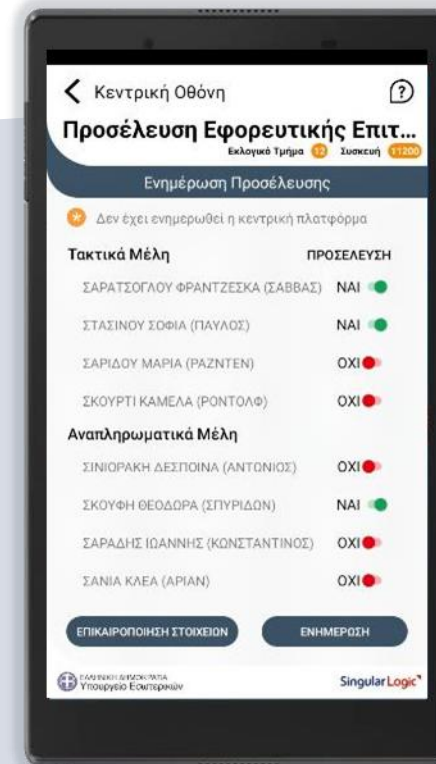 Κεντρική Οθόνη ?
Προσέλευση Εφορευτικής Επιτ...
Εκλογικό Τμήμα 12 Συσκευή 11200
Ενημέρωση Προσέλευσης
Δεν έχει ενημερωθεί η κεντρική πλατφόρμα
Τακτικά Μέλη ΠΡΟΣΕΛΕΥΣΗ
ΣΑΡΑΤΣΟΓΛΟΥ ΦΡΑΝΤΖΕΣΚΑ (ΣΑΒΒΑΣ) ΝΑΙ
ΣΤΑΣΙΝΟΥ ΣΟΦΙΑ (ΠΑΥΛΟΣ) ΝΑΙ
ΣΑΡΙΔΟΥ ΜΑΡΙΑ (ΡΑΖΝΤΕΝ) ΟΧΙ
ΣΚΟΥΡΤΙ ΚΑΜΕΛΑ (ΡΟΝΤΟΛΦ) ΟΧΙ
Αναπληρωματικά Μέλη
ΣΙΝΙΟΡΑΚΗ ΔΕΣΠΟΙΝΑ (ΑΝΤΩΝΙΟΣ) ΟΧΙ
ΣΚΟΥΦΗ ΘΕΟΔΩΡΑ (ΣΠΥΡΙΔΩΝ) ΝΑΙ
ΣΑΡΑΔΗΣ ΙΩΑΝΝΗΣ (ΚΩΝΣΤΑΝΤΙΝΟΣ) ΟΧΙ
ΣΑΝΙΑ ΚΛΕΑ (ΑΡΙΑΝ) ΟΧΙ
ΕΠΙΚΑΙΡΟΠΟΙΗΣΗ ΣΤΟΙΧΕΙΩΝ ΕΝΗΜΕΡΩΣΗ
ΕΛΛΗΝΙΚΗ ΔΗΜΟΚΡΑΤΙΑ
Υπουργείο Εσωτερικών SingularLogic